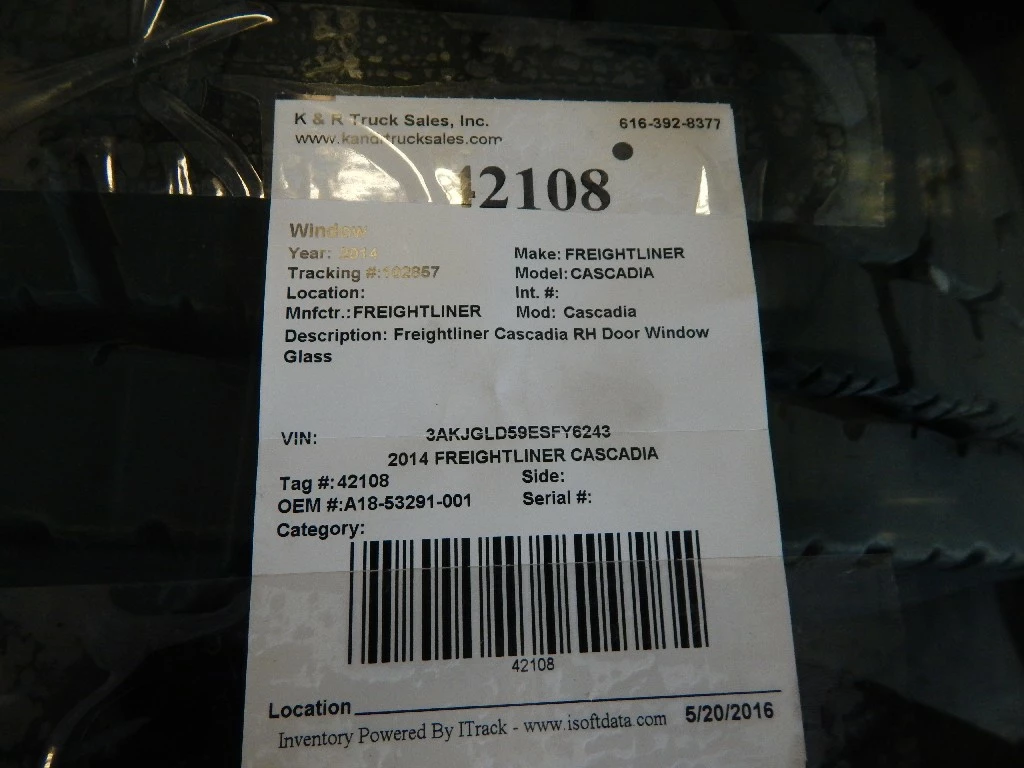 K & R Truck Sales, Inc. 616-392-8377
www.kandrtrucksales.com
42108
Window
Year: 2014 Make: FREIGHTLINER
Tracking #:102857 Model: CASCADIA
Location: Int. #:
Mnfctr.: FREIGHTLINER Mod: Cascadia
Description: Freightliner Cascadia RH Door Window
Glass
VIN: 3AKJGLD59ESFY6243
2014 FREIGHTLINER CASCADIA
Tag #: 42108 Side:
OEM #:A18-53291-001 Serial #:
Category:
42108
Location
Inventory Powered By ITrack - www.isoftdata.com 5/20/2016